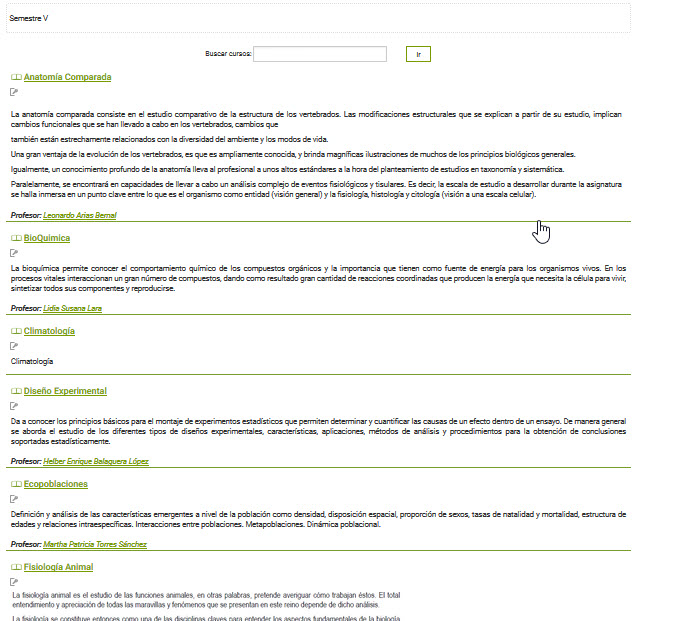 Semestre V
Buscar cursos:
Ir
Anatomía Comparada
La anatomía comparada consiste en el estudio comparativo de la estructura de los vertebrados. Las modificaciones estructurales que se explican a partir de su estudio, implican
cambios funcionales que se han llevado a cabo en los vertebrados, cambios que
también están estrechamente relacionados con la diversidad del ambiente y los modos de vida.
Una gran ventaja de la evolución de los vertebrados, es que es ampliamente conocida, y brinda magníficas ilustraciones de muchos de los principios biológicos generales.
Igualmente, un conocimiento profundo de la anatomía lleva al profesional a unos altos estándares a la hora del planteamiento de estudios en taxonomía y sistemática.
Paralelamente, se encontrará en capacidades de llevar a cabo un análisis complejo de eventos fisiológicos y tisulares. Es decir, la escala de estudio a desarrollar durante la asignatura
se halla inmersa en un punto clave entre lo que es el organismo como entidad (visión general) y la fisiología, histología y citología (visión a una escala celular).
Profesor: Leonardo Arias Bernal
BioQuimica
La bioquímica permite conocer el comportamiento químico de los compuestos orgánicos y la importancia que tienen como fuente de energía para los organismos vivos. En los
procesos vitales interaccionan un gran número de compuestos, dando como resultado gran cantidad de reacciones coordinadas que producen la energía que necesita la célula para vivir,
sintetizar todos sus componentes y reproducirse.
Profesor: Lidia Susana Lara
Climatología
Climatología
Diseño Experimental
Da a conocer los principios básicos para el montaje de experimentos estadísticos que permiten determinar y cuantificar las causas de un efecto dentro de un ensayo. De manera general
se aborda el estudio de los diferentes tipos de diseños experimentales, características, aplicaciones, métodos de análisis y procedimientos para la obtención de conclusiones
soportadas estadísticamente.
Profesor: Helber Enrique Balaguera López
Ecopoblaciones
Definición y análisis de las características emergentes a nivel de la población como densidad, disposición espacial, proporción de sexos, tasas de natalidad y mortalidad, estructura de
edades y relaciones intraespecíficas. Interacciones entre poblaciones. Metapoblaciones. Dinámica poblacional.
Profesor: Martha Patricia Torres Sánchez
Fisiología Animal
La fisiología animal es el estudio de las funciones animales, en otras palabras, pretende averiguar cómo trabajan éstos. El total
entendimiento y apreciación de todas las maravillas y fenómenos que se presentan en este reino depende de dicho análisis.
La fisiología se constituye entonces como una de las disciplinas claves para entender los aspectos fundamentales de la biología